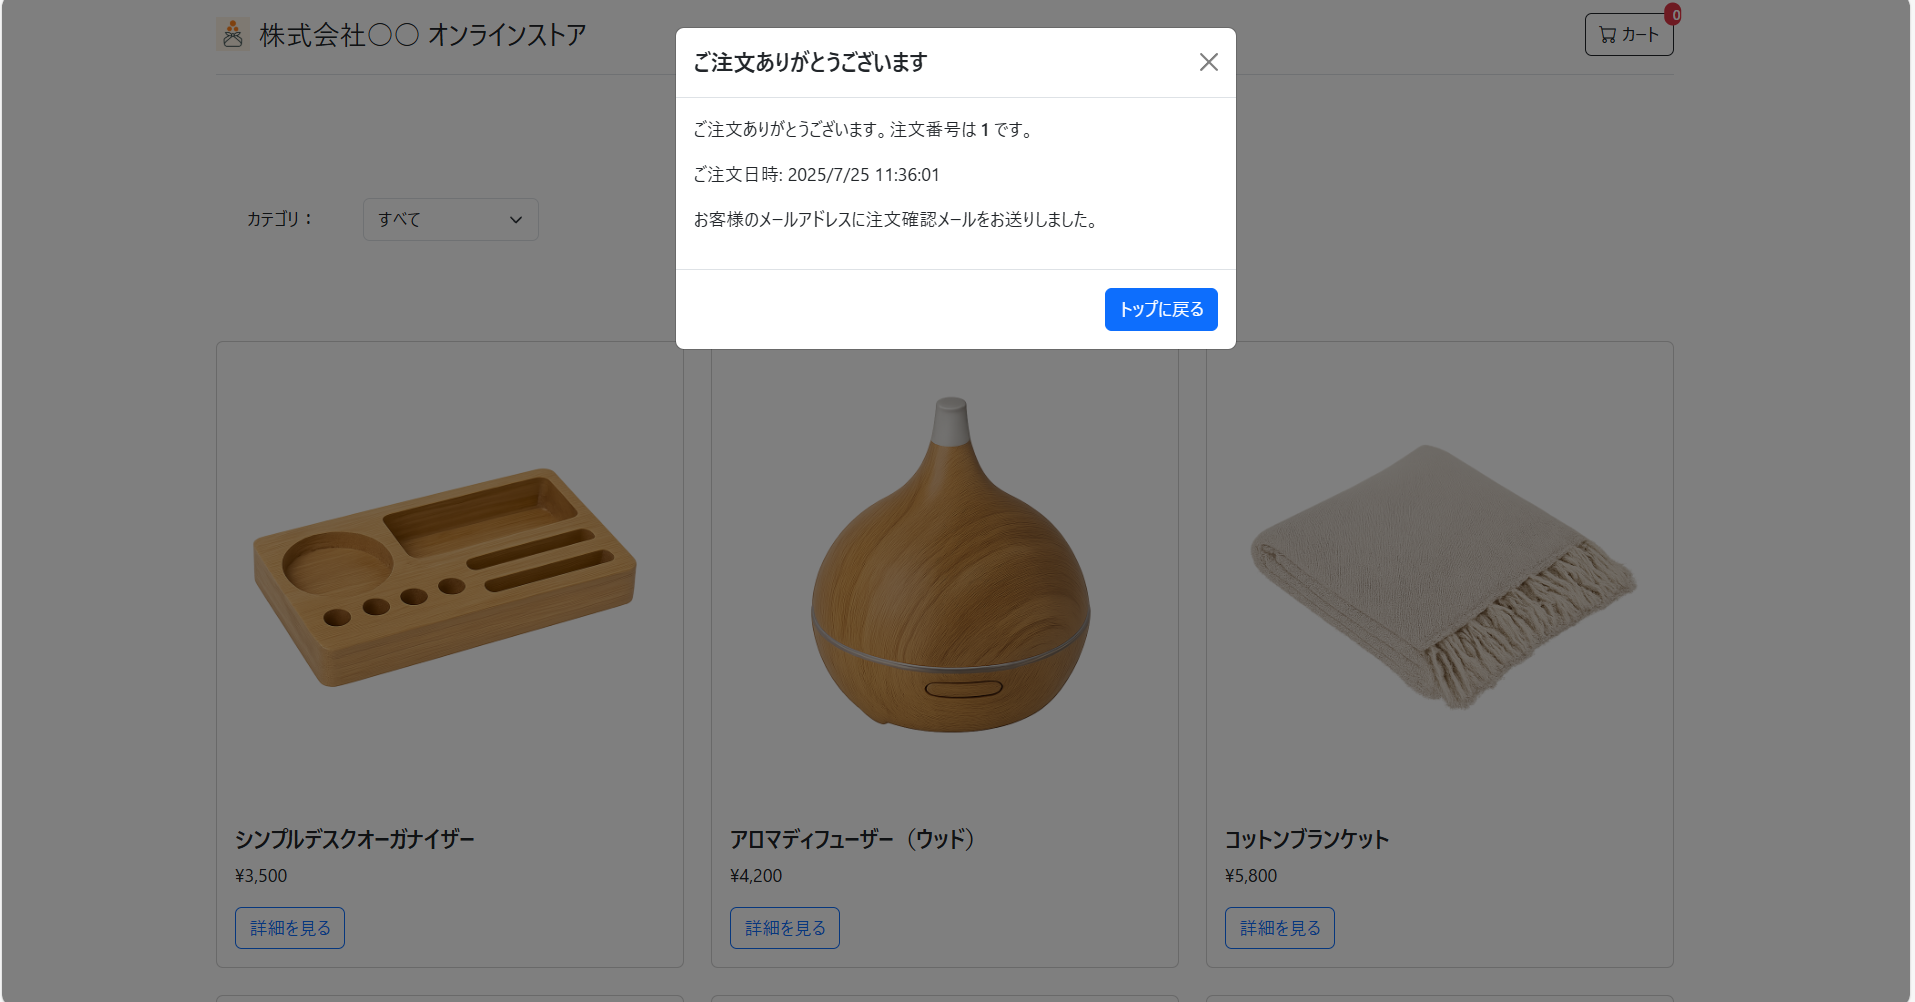 株式会社〇〇 オンラインストア
カート
0
ご注文ありがとうございます
ご注文ありがとうございます。注文番号は 1 です。
ご注文日時: 2025/7/25 11:36:01
お客様のメールアドレスに注文確認メールをお送りしました。
トップに戻る
カテゴリ：
すべて
シンプルデスクオーガナイザー
¥3,500
詳細を見る
アロマディフューザー（ウッド）
¥4,200
詳細を見る
コットンブランケット
¥5,800
詳細を見る